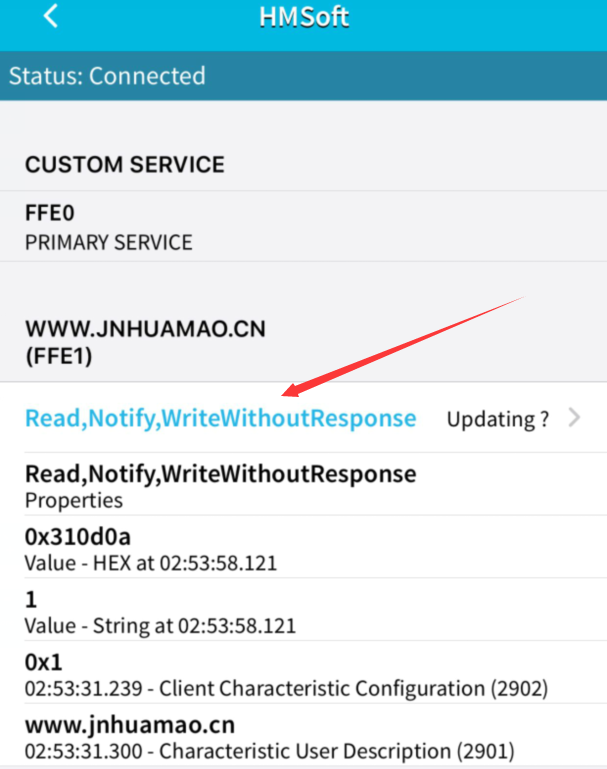 HMSoft
Status: Connected
CUSTOM SERVICE
FFE0
PRIMARY SERVICE
WWW.JNHUAMAO.CN
(FFE1)
Read,Notify,WriteWithoutResponse Updating ?
Read,Notify,WriteWithoutResponse
Properties
0x310d0a
Value - HEX at 02:53:58.121
1
Value - String at 02:53:58.121
0x1
02:53:31.239 - Client Characteristic Configuration (2902)
www.jnhuamao.cn
02:53:31.300 - Characteristic User Description (2901)